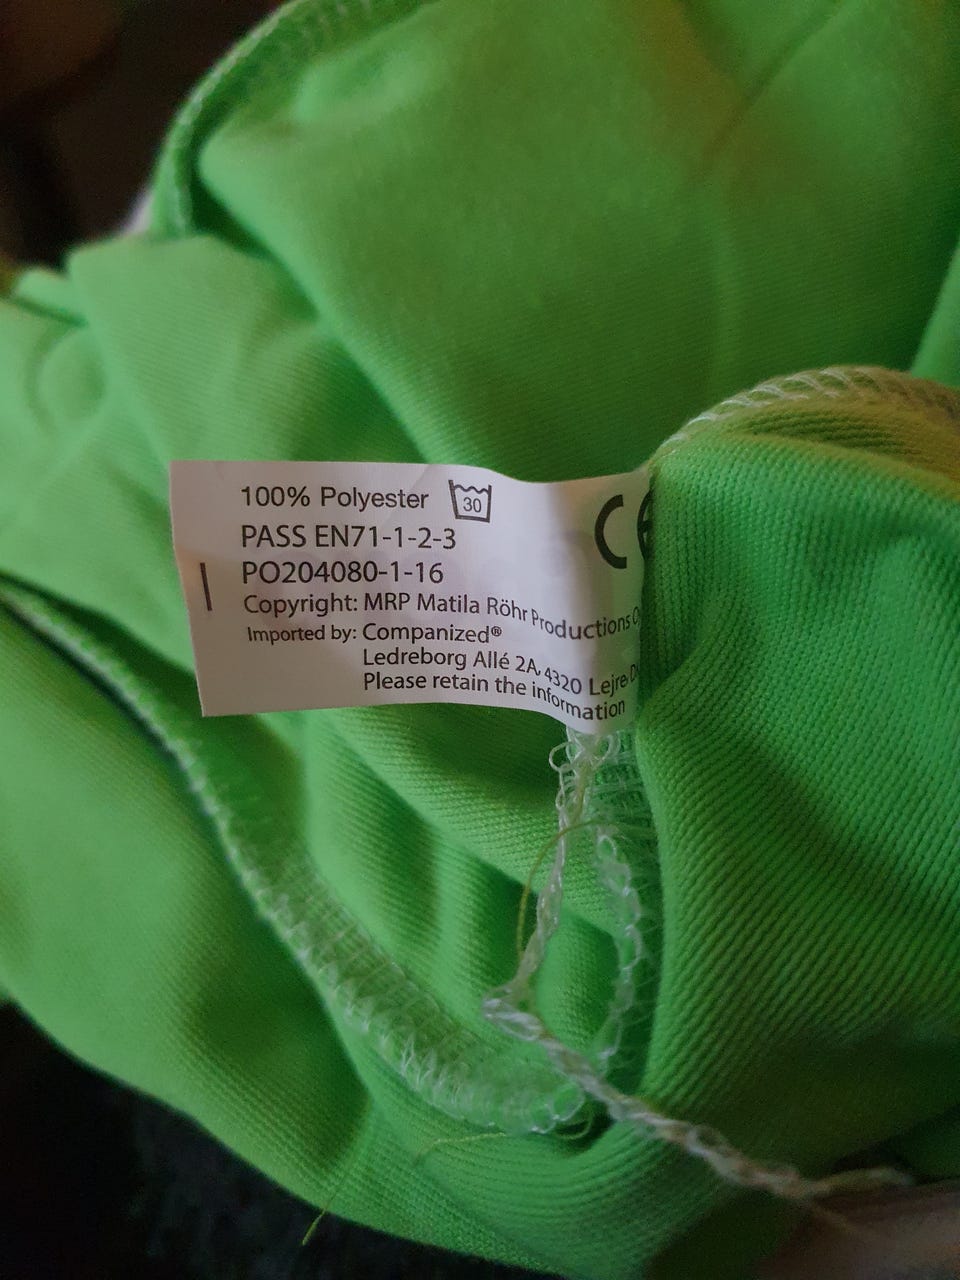 100% Polyester 30
PASS EN71-1-2-3
PO204080-1-16
Copyright: MRP Matila Röhr Productions
Imported by: Companized®
Ledreborg Allé 2A, 4320 Lejre
Please retain the information
CE